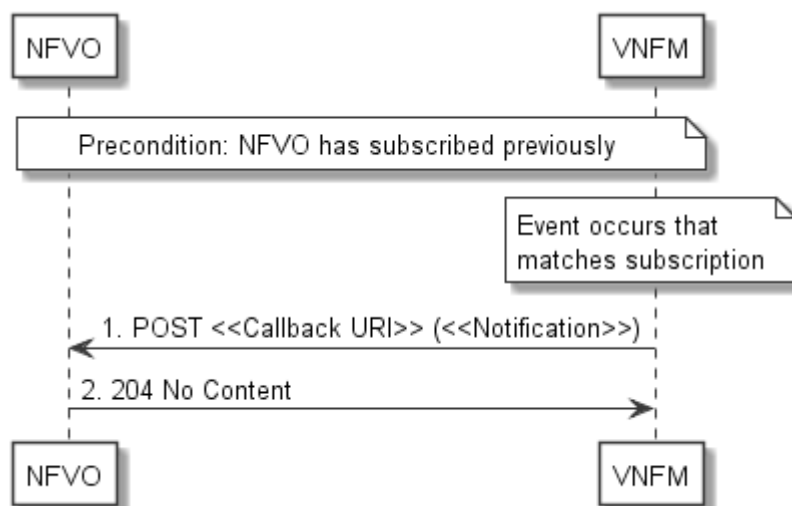 NFVO
VNFM
Precondition: NFVO has subscribed previously
Event occurs that
matches subscription
1. POST <<Callback URI>> (<<Notification>>)
2. 204 No Content
NFVO
VNFM